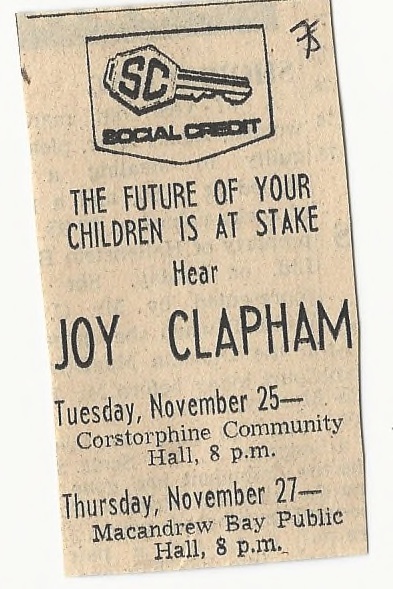 SC
SOCIAL CREDIT
THE FUTURE OF YOUR
CHILDREN IS AT STAKE
Hear
JOY CLAPHAM
Tuesday, November 25—
Corstorphine Community
Hall, 8 p.m.
Thursday, November 27—
Macandrew Bay Public
Hall, 8 p.m.